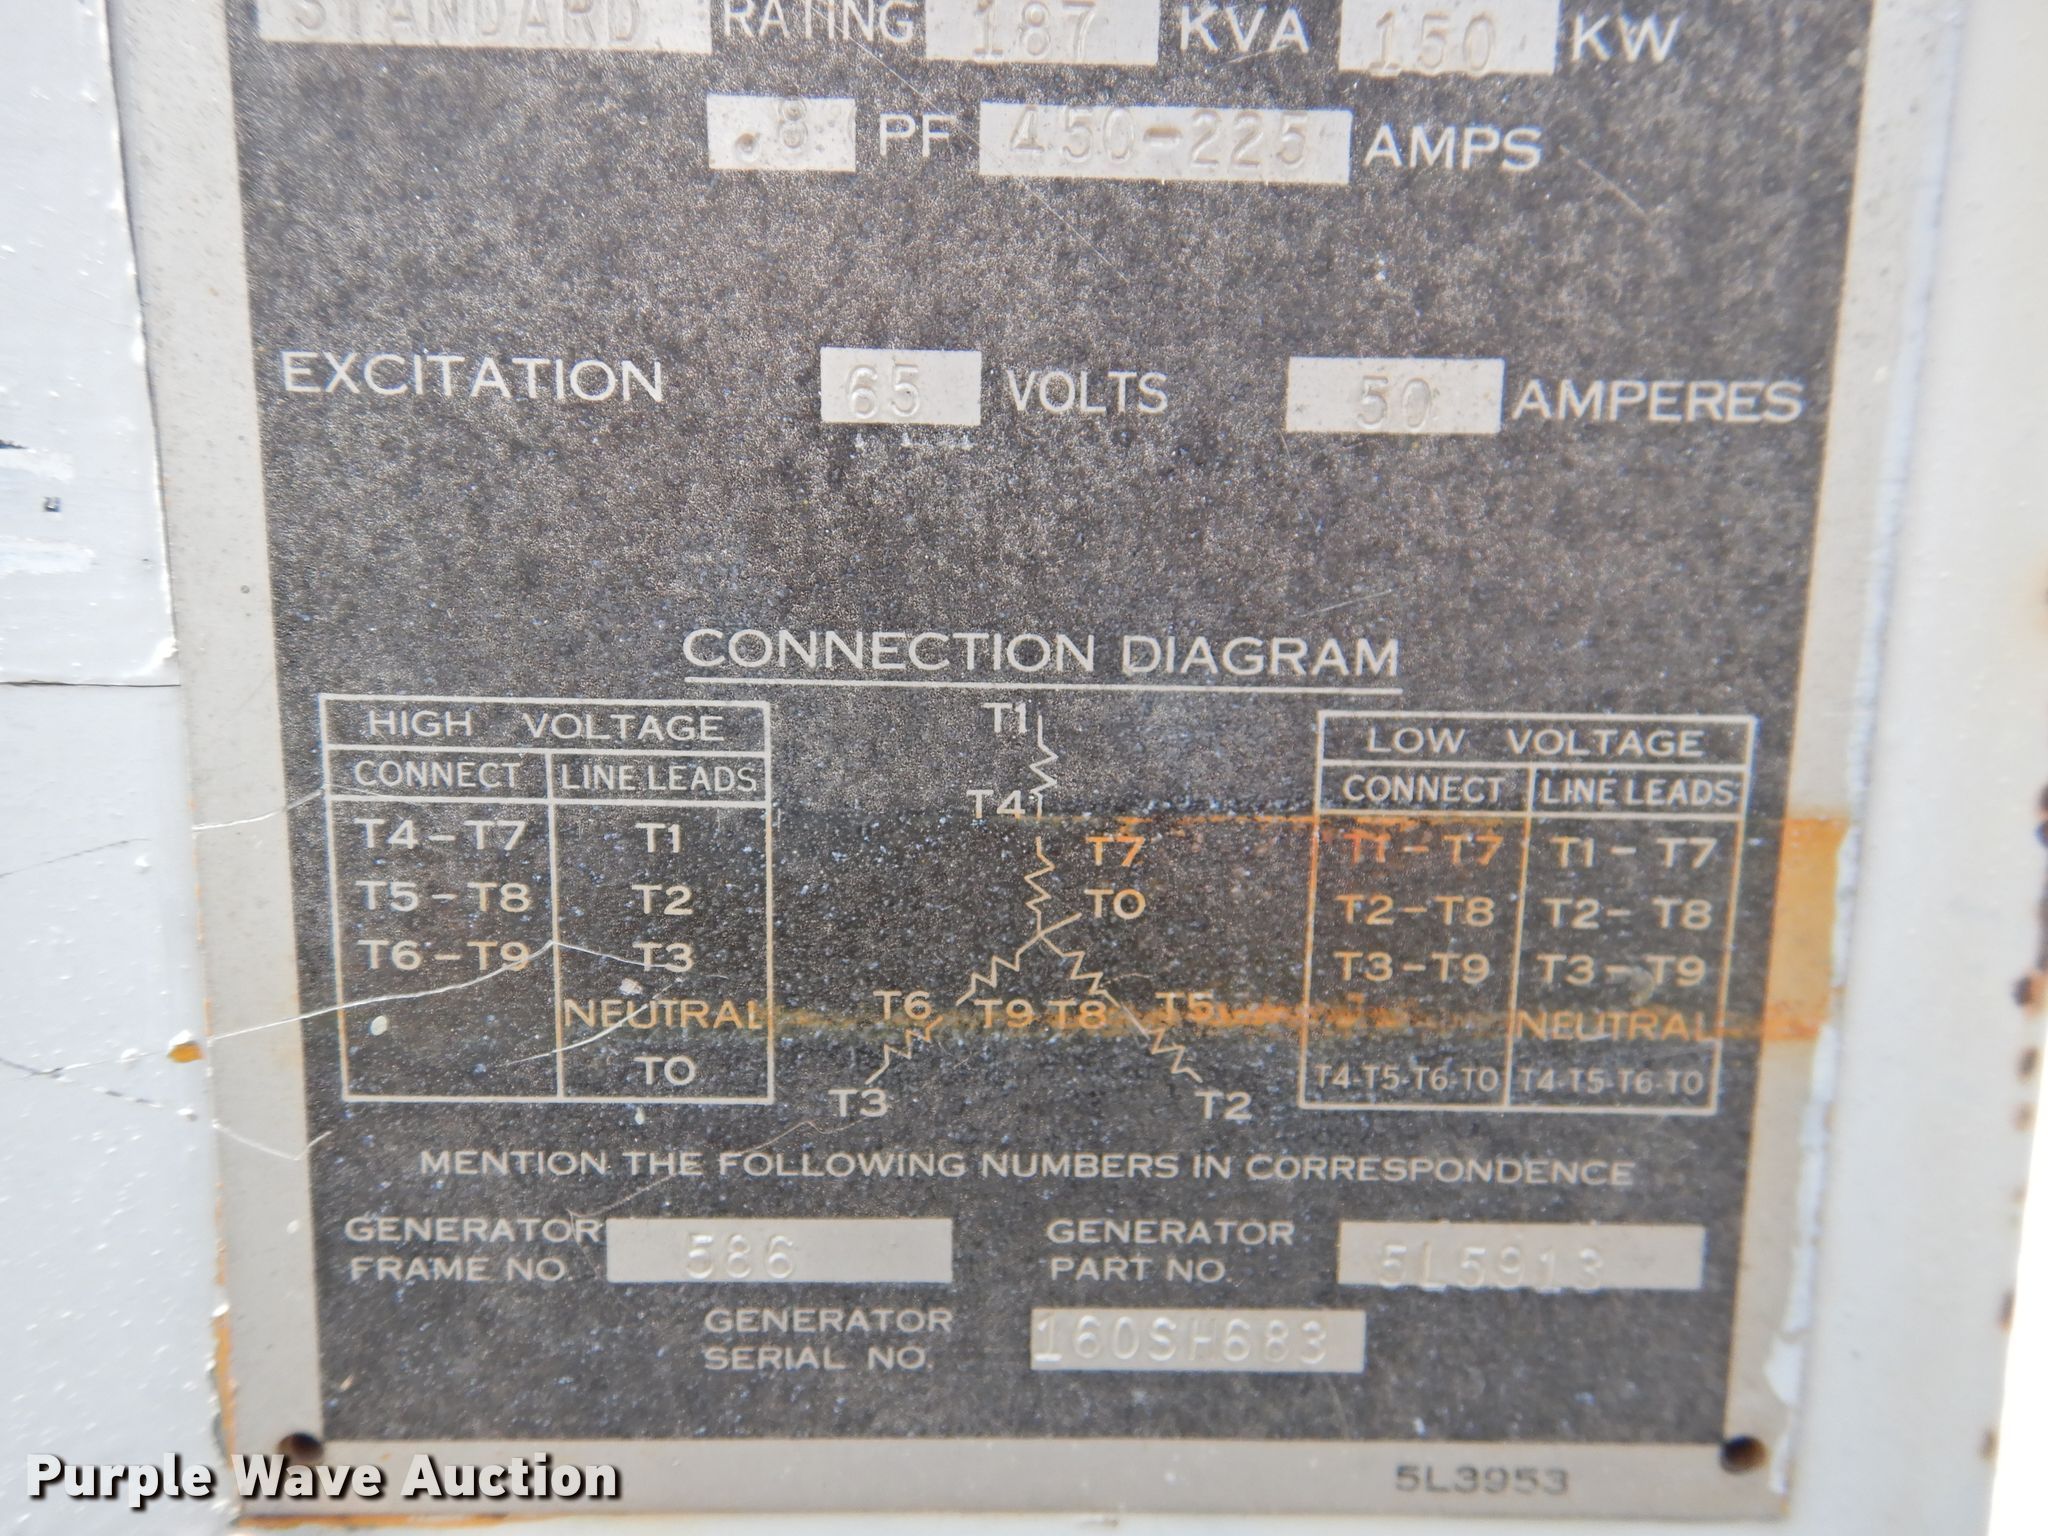 STANDARD RATING 187 KVA 150 KW
.8 PF 450-225 AMPS
EXCITATION 65 VOLTS 50 AMPERES
CONNECTION DIAGRAM
HIGH VOLTAGE
CONNECT LINE LEADS
T4-T7 T1
T5-T8 T2
T6-T9 T3
NEUTRAL
T0
T1
T4
T7
T0
T6 T9 T8 T5
T3 T2
LOW VOLTAGE
CONNECT LINE LEADS
T1-T7 T1-T7
T2-T8 T2-T8
T3-T9 T3-T9
NEUTRAL
T4-T5-T6-T0 T4-T5-T6-T0
MENTION THE FOLLOWING NUMBERS IN CORRESPONDENCE
GENERATOR FRAME NO. 586
GENERATOR PART NO. 5L5913
GENERATOR SERIAL NO. 160SH683
5L3953
Purple Wave Auction